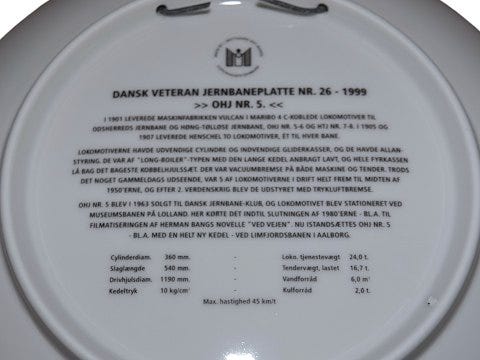 DANSK VETERAN JERNBANEPLATTE NR. 26 - 1999
>> OHJ NR. 5. <<
I 1901 LEVEREDE MASKINFABRIKKEN VULCAN I MARIBO 4 C-KOBLEDE LOKOMOTIVER TIL
ODSHERREDS JERNBANE OG HØNG-TØLLØSE JERNBANE, OHJ NR. 5-6 OG HTJ NR. 7-8. I 1905 OG
1907 LEVEREDE HENSCHEL TO LOKOMOTIVER, ÉT TIL HVER BANE.
LOKOMOTIVERNE HAVDE UDVENDIGE CYLINDRE OG INDVENDIGE GLIDERKASSER, OG DE HAVDE ALLAN-
STYRING. DE VAR AF "LONG-BOILER"-TYPEN MED DEN LANGE KEDEL ANBRAGT LAVT, OG HELE FYRKASSEN
LÅ BAG DET BAGESTE KOBBELHJULSSÆT. DER VAR VACUUMBREMSE PÅ BÅDE MASKINE OG TENDER. TRODS
DET NOGET GAMMELDAGS UDSEENDE, VAR 5 AF LOKOMOTIVERNE I DRIFT HELT FREM TIL MIDTEN AF
1950'ERNE, OG EFTER 2. VERDENSKRIG BLEV DE UDSTYRET MED TRYKLUFTBREMSE.
OHJ NR. 5 BLEV I 1963 SOLGT TIL DANSK JERNBANE-KLUB, OG LOKOMOTIVET BLEV STATIONERET VED
MUSEUMSBANEN PÅ LOLLAND. HER KØRTE DET INDTIL SLUTNINGEN AF 1980'ERNE - BL.A. TIL
FILMATISERINGEN AF HERMAN BANGS NOVELLE "VED VEJEN". NU ISTANDSÆTTES OHJ NR. 5
- BL.A. MED EN HELT NY KEDEL - VED LIMFJORDSBANEN I AALBORG.
Cylinderdiam. 360 mm. - Loko. tjenestevægt 24,0 t.
Slaglængde 540 mm. - Tendervægt, lastet 16,7 t.
Drivhjulsdiam. 1190 mm. - Vandforråd 6,0 m³
Kedeltryk 10 kg/cm² - Kulforråd 2,0 t.
Max. hastighed 45 km/t